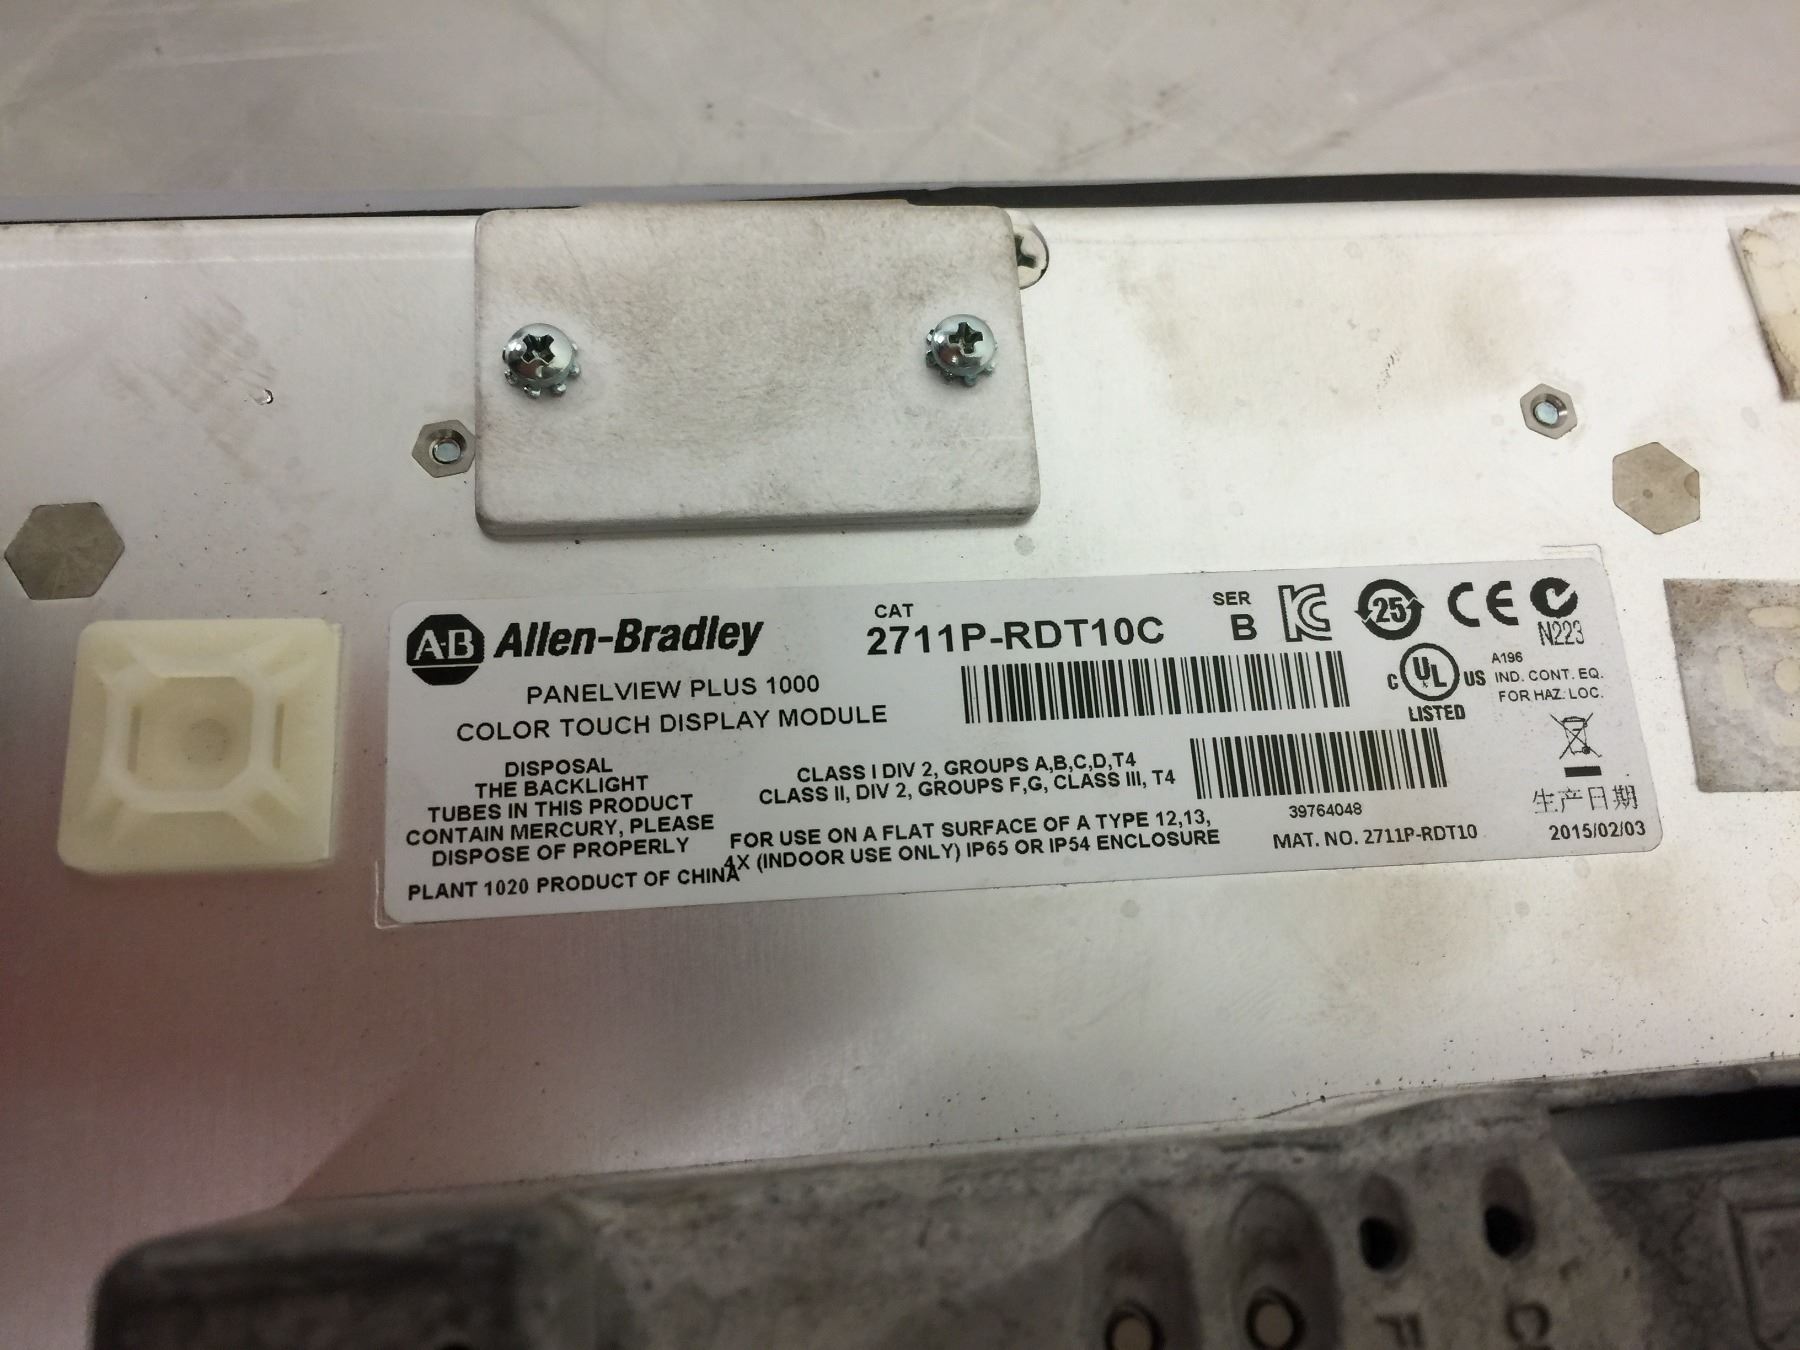 A-B Allen-Bradley
PANELVIEW PLUS 1000
COLOR TOUCH DISPLAY MODULE
DISPOSAL
THE BACKLIGHT
TUBES IN THIS PRODUCT
CONTAIN MERCURY, PLEASE
DISPOSE OF PROPERLY
PLANT 1020 PRODUCT OF CHINA
CAT
2711P-RDT10C
SER
B
CLASS I DIV 2, GROUPS A,B,C,D,T4
CLASS II, DIV 2, GROUPS F,G, CLASS III, T4
FOR USE ON A FLAT SURFACE OF A TYPE 12,13,
4X (INDOOR USE ONLY) IP65 OR IP54 ENCLOSURE
39764048
MAT. NO. 2711P-RDT10
25
CE
N223
C UL US
LISTED
A196
IND. CONT. EQ.
FOR HAZ. LOC.
生产日期
2015/02/03